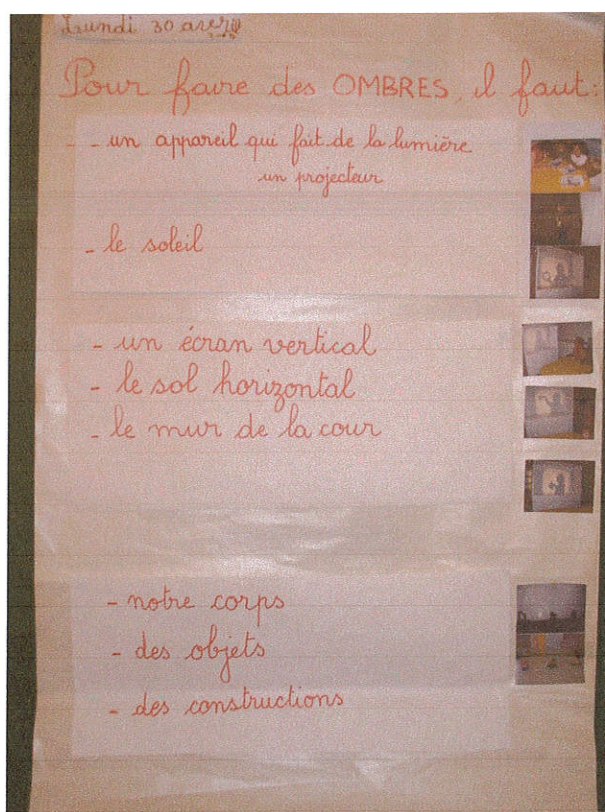 Lundi 30 avril
Pour faire des OMBRES, il faut:
- - un appareil qui fait de la lumière
un projecteur
- le soleil
- un écran vertical
- le sol horizontal
- le mur de la cour
- notre corps
- des objets
- des constructions